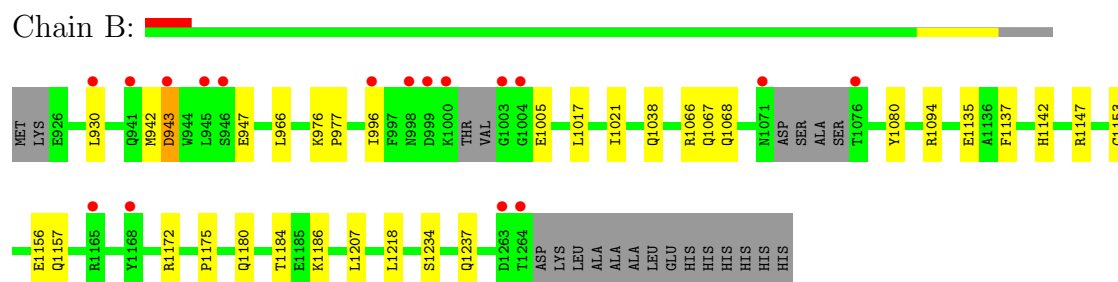 Chain B:
MET LYS E926 L930 Q941 M942 D943 W944 L945 S946 E947 L966 K976 P977 I996 F997 N998 D999 K1000 THR VAL G1003 G1004 E1005 L1017 I1021 Q1038 R1066 Q1067 Q1068 N1071 ASP SER ALA SER T1076 Y1080 R1094 E1135 A1136 F1137 H1142 R1147
E1156 Q1157 R1165 Y1168 R1172 P1175 Q1180 T1184 E1185 K1186 L1207 L1218 S1234 Q1237 D1263 T1264 ASP LYS LEU ALA ALA ALA LEU GLU HIS HIS HIS HIS HIS HIS